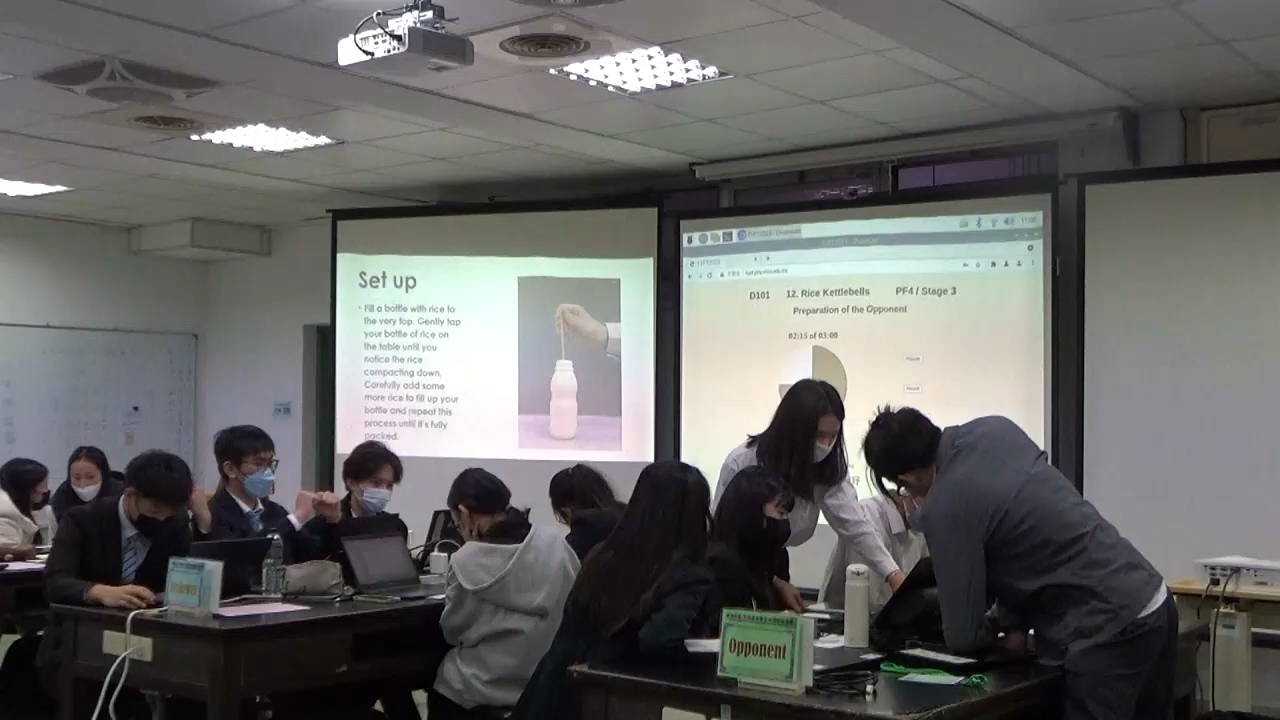 Set up
• Fill a bottle with rice to
the very top. Gently tap
your bottle of rice on
the table until you
notice the rice
compacting down.
Carefully add some
more rice to fill up your
bottle and repeat this
process until it's fully
packed.
D101 12. Rice Kettlebells PF4 / Stage 3
Preparation of the Opponent
02:15 of 03:00
Opponent